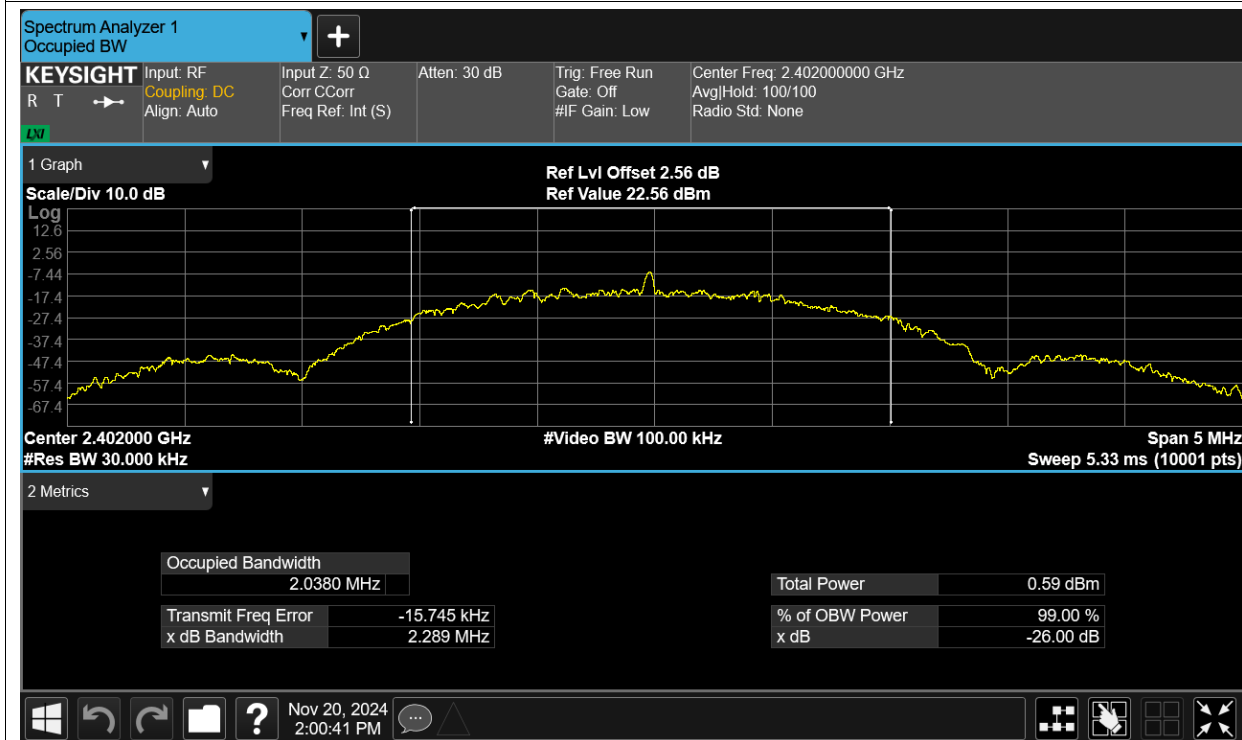 Spectrum Analyzer 1
Occupied BW
KEYSIGHT
R T
LXI
Input: RF
Coupling: DC
Align: Auto
Input Z: 50 Ω
Corr CCorr
Freq Ref: Int (S)
Atten: 30 dB
Trig: Free Run
Gate: Off
#IF Gain: Low
Center Freq: 2.402000000 GHz
Avg|Hold: 100/100
Radio Std: None
1 Graph
Scale/Div 10.0 dB
Ref Lvl Offset 2.56 dB
Ref Value 22.56 dBm
Log
12.6
2.56
-7.44
-17.4
-27.4
-37.4
-47.4
-57.4
-67.4
Center 2.402000 GHz
#Res BW 30.000 kHz
#Video BW 100.00 kHz
Span 5 MHz
Sweep 5.33 ms (10001 pts)
2 Metrics
Occupied Bandwidth
2.0380 MHz
Transmit Freq Error -15.745 kHz
x dB Bandwidth 2.289 MHz
Total Power 0.59 dBm
% of OBW Power 99.00 %
x dB -26.00 dB
?
Nov 20, 2024
2:00:41 PM